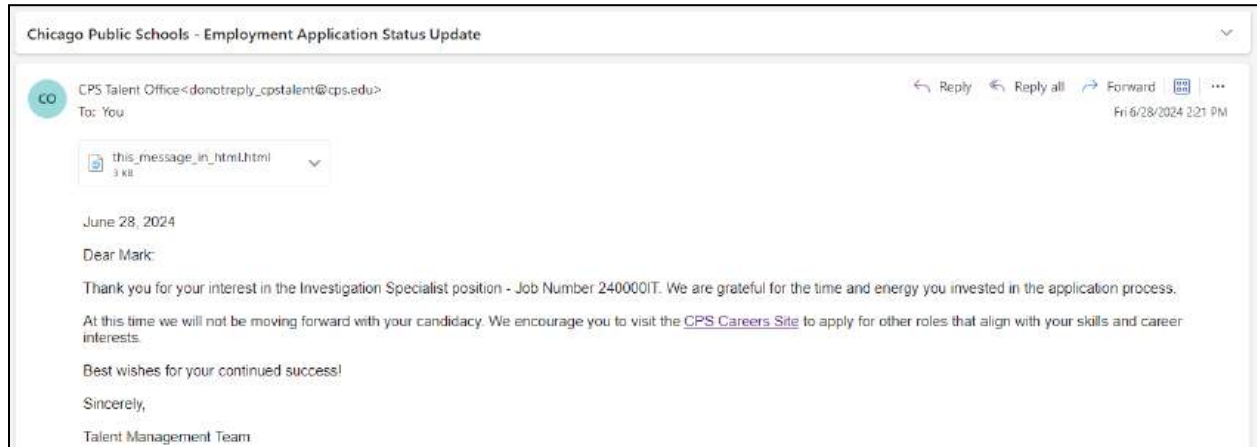 Chicago Public Schools - Employment Application Status Update
CO
CPS Talent Office<donotreply_cpstalent@cps.edu>
Reply
Reply all
Forward
To: You
Fri 6/28/2024 2:21 PM
this_message_in_html.html
3 KB
June 28, 2024
Dear Mark:
Thank you for your interest in the Investigation Specialist position - Job Number 240000IT. We are grateful for the time and energy you invested in the application process.
At this time we will not be moving forward with your candidacy. We encourage you to visit the CPS Careers Site to apply for other roles that align with your skills and career
interests.
Best wishes for your continued success!
Sincerely,
Talent Management Team